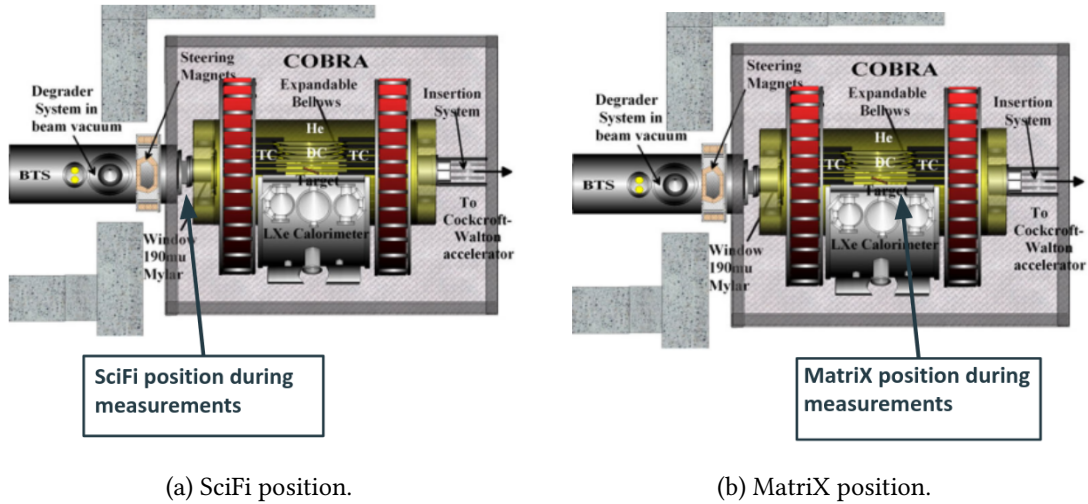 COBRA
Steering
Magnets
Expandable
Bellows
Degrader
System in
beam vacuum
Insertion
System
He
TC
DC
TC
BTS
Target
LXe Calorimeter
To
Cockcroft-
Walton
accelerator
Window
190mu
Mylar
SciFi position during
measurements
(a) SciFi position.
COBRA
Steering
Magnets
Expandable
Bellows
Degrader
System in
beam vacuum
Insertion
System
He
TC
DC
TC
BTS
Target
LXe Calorimeter
To
Cockcroft-
Walton
accelerator
Window
190mu
Mylar
MatriX position during
measurements
(b) MatriX position.